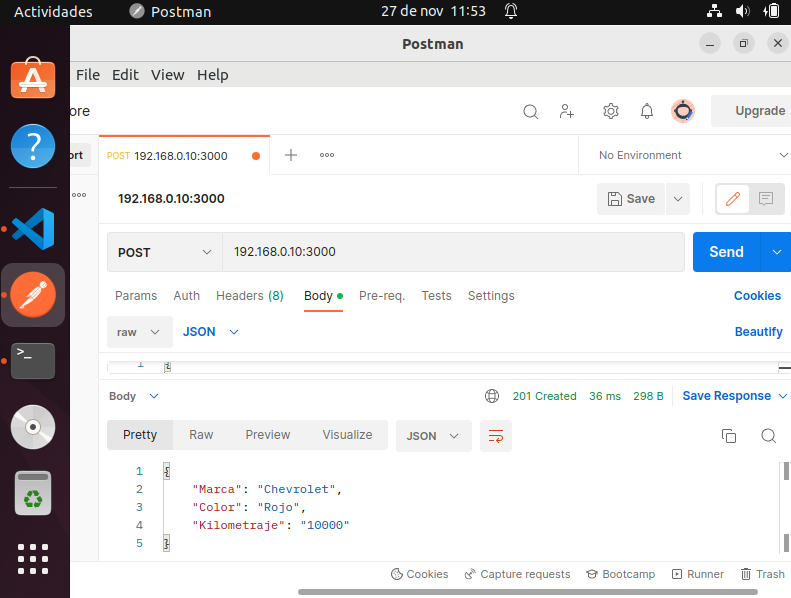 Actividades Postman 27 de nov 11:53
Postman
File Edit View Help
ore Upgrade
ort POST 192.168.0.10:3000 No Environment
192.168.0.10:3000 Save
POST 192.168.0.10:3000 Send
Params Auth Headers (8) Body Pre-req. Tests Settings Cookies
raw JSON Beautify
1 {
Body 201 Created 36 ms 298 B Save Response
Pretty Raw Preview Visualize JSON
1 {
2 "Marca": "Chevrolet",
3 "Color": "Rojo",
4 "Kilometraje": "10000"
5 }
Cookies Capture requests Bootcamp Runner Trash